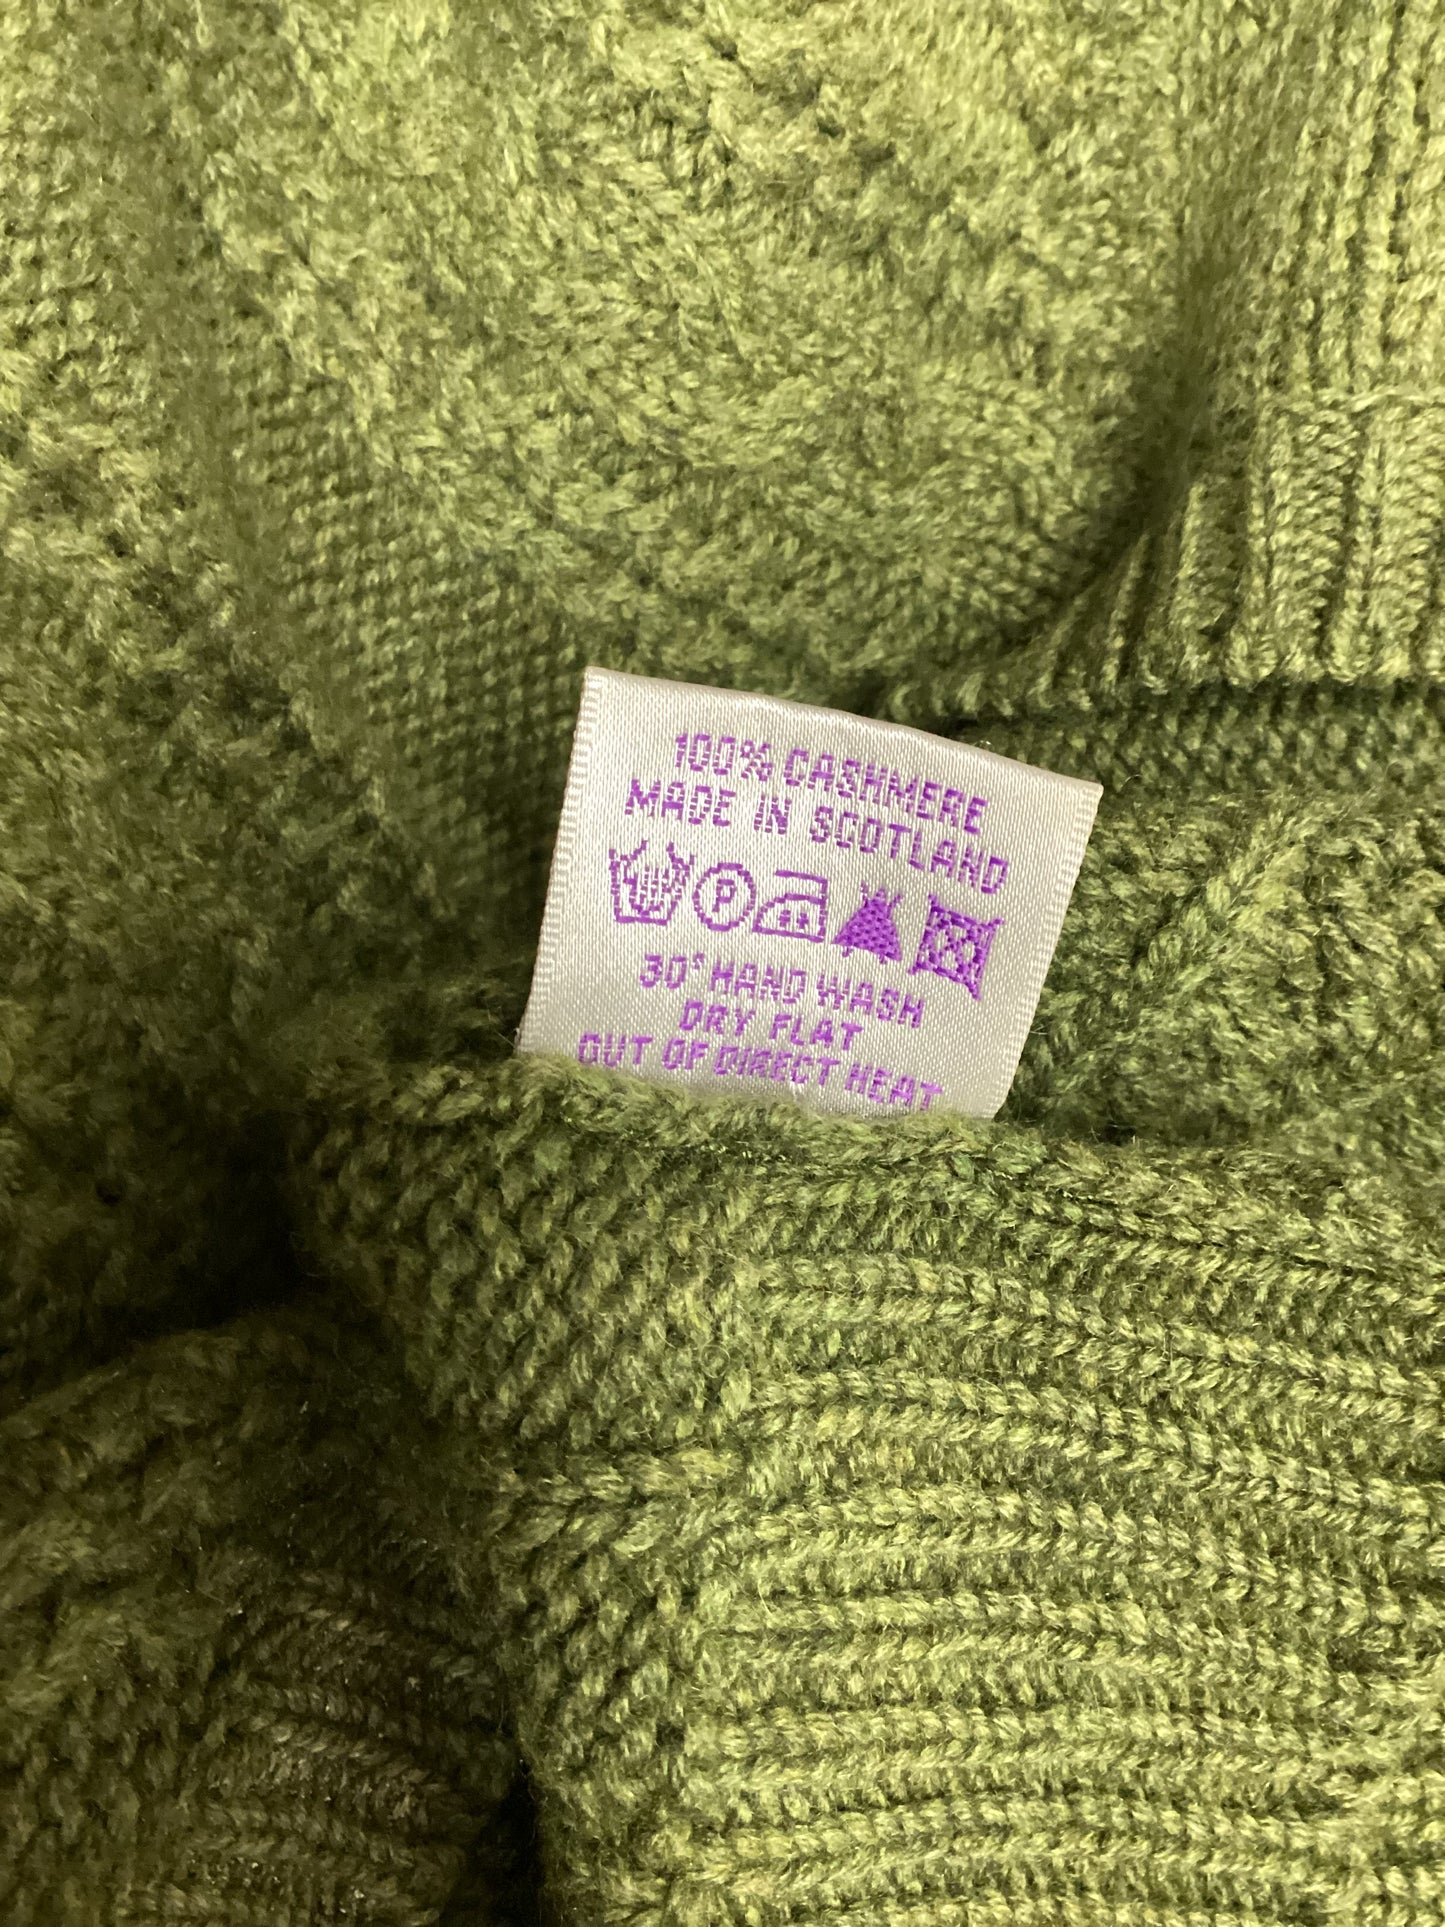 100% CASHMERE
MADE IN SCOTLAND
P
30° HAND WASH
DRY FLAT
OUT OF DIRECT HEAT